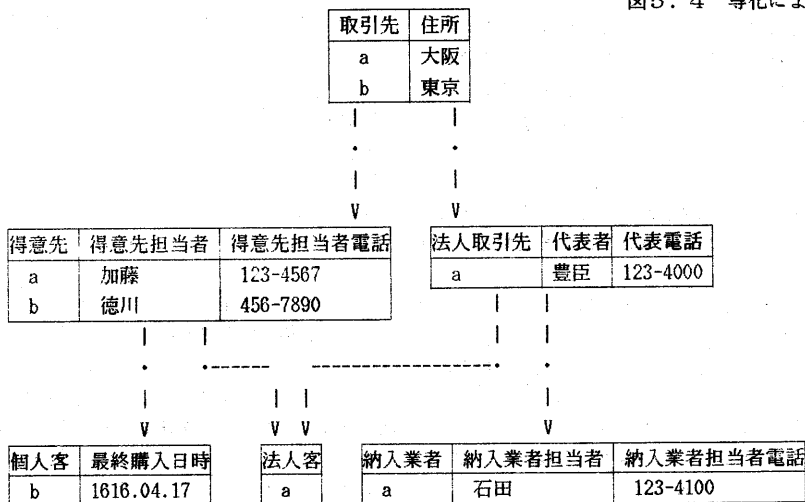 図5.4 等化によ
取引先 住所
a 大阪
b 東京
得意先 得意先担当者 得意先担当者電話
a 加藤 123-4567
b 徳川 456-7890
法人取引先 代表者 代表電話
a 豊臣 123-4000
個人客 最終購入日時
b 1616.04.17
法人客
a
納入業者 納入業者担当者 納入業者担当者電話
a 石田 123-4100